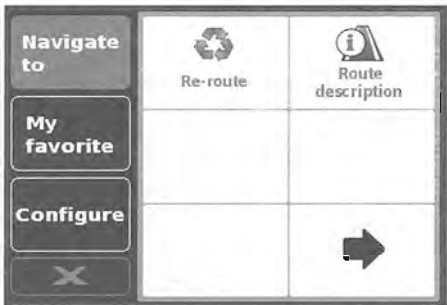 Navigate
to
My
favorite
Configure
Re-route
Route
description